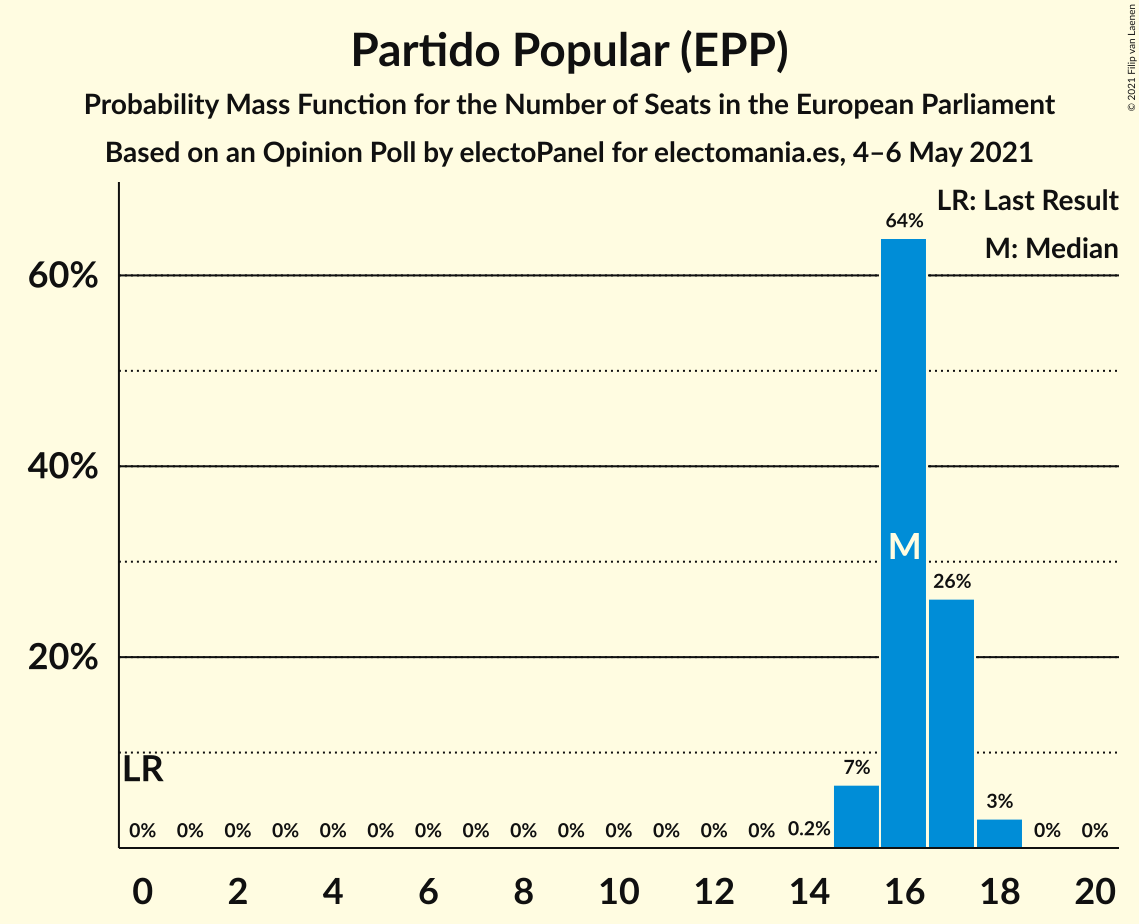 Partido Popular (EPP)
Probability Mass Function for the Number of Seats in the European Parliament
Based on an Opinion Poll by electoPanel for electomania.es, 4–6 May 2021
© 2021 Filip van Laenen
LR: Last Result
M: Median
60%
40%
20%
64%
M
26%
LR
7%
3%
0% 0% 0% 0% 0% 0% 0% 0% 0% 0% 0% 0% 0% 0% 0.2% 0% 0%
0 2 4 6 8 10 12 14 16 18 20